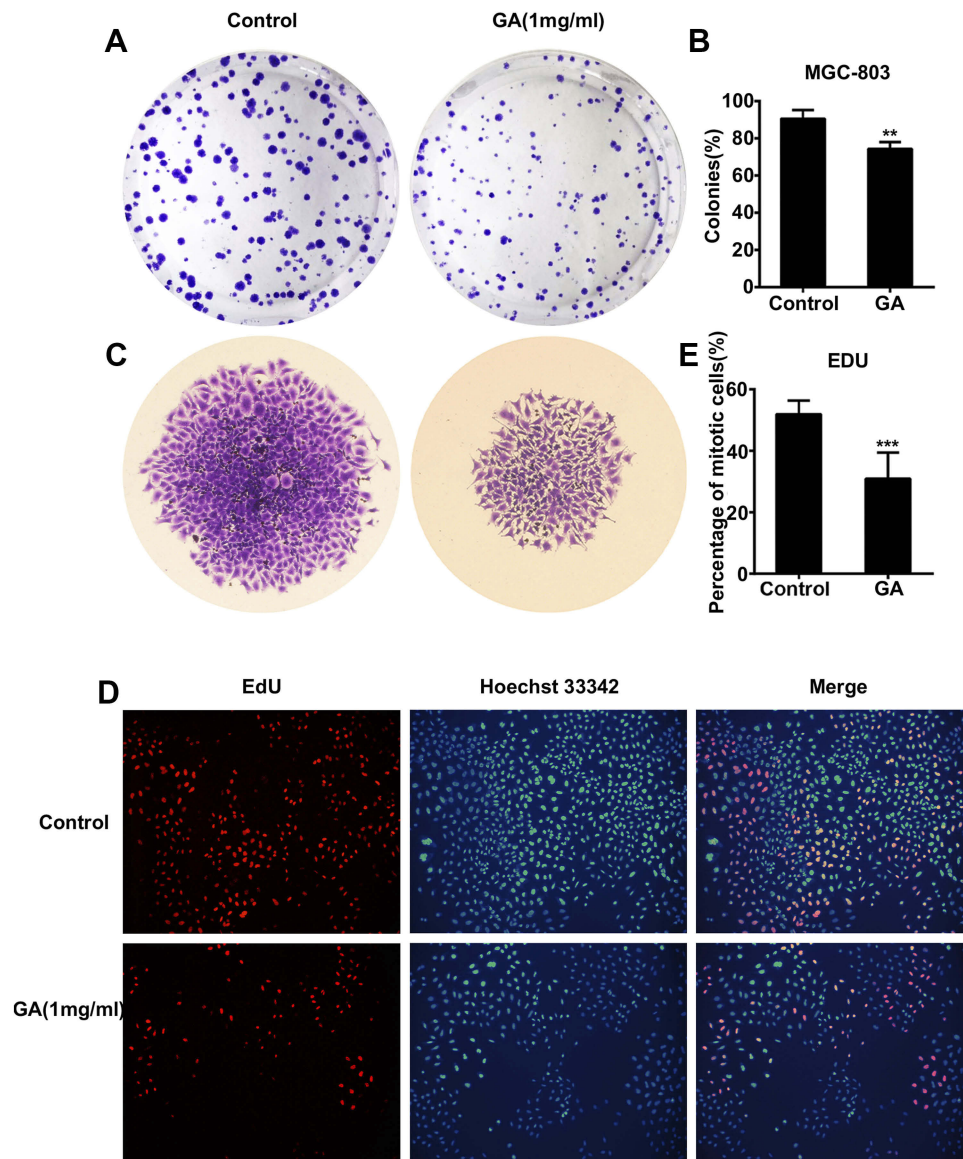 Control GA(1mg/ml)
A
B
MGC-803
Colonies(%)
100
80
60
40
20
0
**
Control GA
C
E
EDU
Percentage of mitotic cells(%)
60
40
20
0
***
Control GA
D
EdU Hoechst 33342 Merge
Control
GA(1mg/ml)